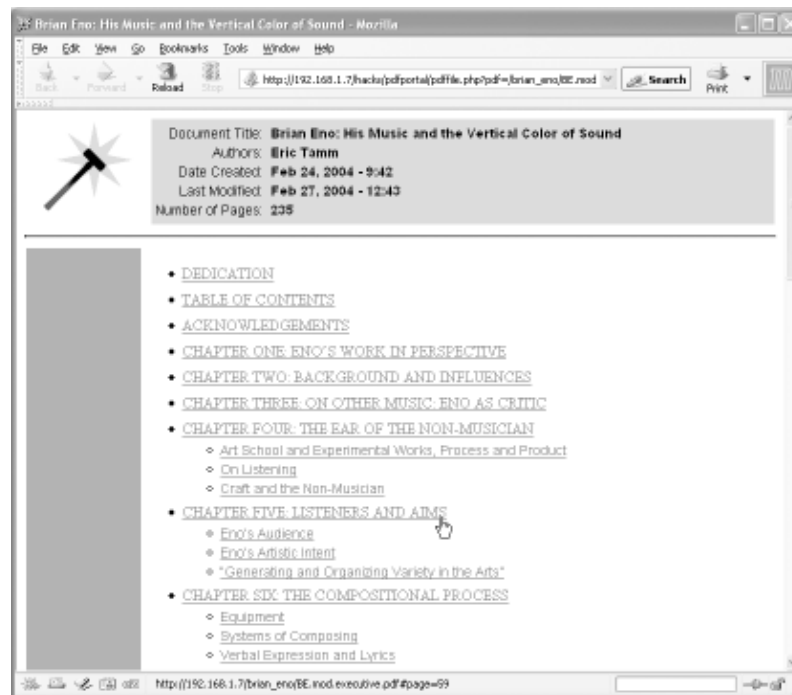 Brian Eno: His Music and the Vertical Color of Sound - Mozilla
File Edit View Go Bookmarks Tools Window Help
Back Forward Reload Stop http://192.168.1.7/hacks/pdfportal/pdffile.php?pdf=/brian_eno/BE.mod Search Print
Document Title: Brian Eno: His Music and the Vertical Color of Sound
Authors: Eric Tamm
Date Created: Feb 24, 2004 - 9:42
Last Modified: Feb 27, 2004 - 12:43
Number of Pages: 235
DEDICATION
TABLE OF CONTENTS
ACKNOWLEDGEMENTS
CHAPTER ONE: ENO'S WORK IN PERSPECTIVE
CHAPTER TWO: BACKGROUND AND INFLUENCES
CHAPTER THREE: ON OTHER MUSIC: ENO AS CRITIC
CHAPTER FOUR: THE EAR OF THE NON-MUSICIAN
Art School and Experimental Works, Process and Product
On Listening
Craft and the Non-Musician
CHAPTER FIVE: LISTENERS AND AIMS
Eno's Audience
Eno's Artistic Intent
"Generating and Organizing Variety in the Arts"
CHAPTER SIX: THE COMPOSITIONAL PROCESS
Equipment
Systems of Composing
Verbal Expression and Lyrics
http://192.168.1.7/brian_eno/BE.mod.executive.pdf#page=59